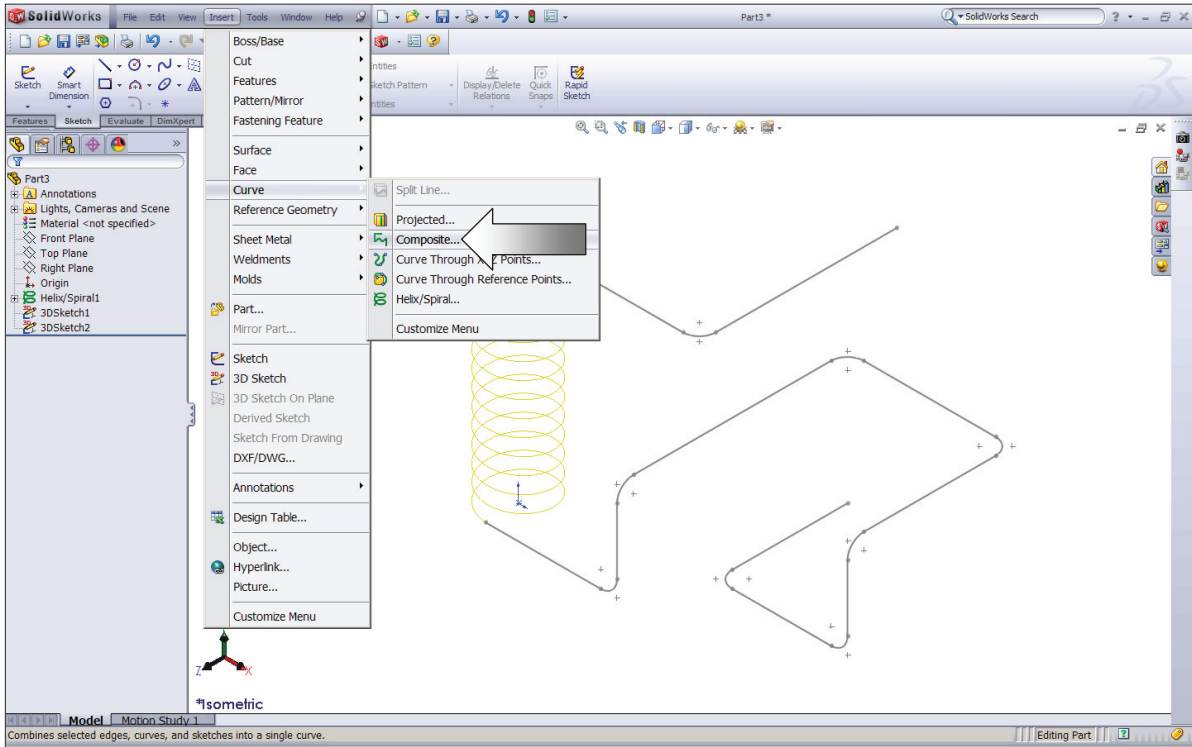 SolidWorks File Edit View Insert Tools Window Help Part3 * SolidWorks Search ?
Boss/Base
Cut
Features
Pattern/Mirror
Fastening Feature
Surface
Face
Curve
Reference Geometry
Sheet Metal
Weldments
Molds
Part...
Mirror Part...
Sketch
3D Sketch
3D Sketch On Plane
Derived Sketch
Sketch From Drawing
DXF/DWG...
Annotations
Design Table...
Object...
Hyperlink...
Picture...
Customize Menu
Split Line...
Projected...
Composite...
Curve Through Points...
Curve Through Reference Points...
Helix/Spiral...
Customize Menu
Sketch
Smart
Dimension
ntities
ketch Pattern
ntities
Display/Delete
Relations
Quick
Snaps
Rapid
Sketch
Features Sketch Evaluate DimXpert
Part3
Annotations
Lights, Cameras and Scene
Material <not specified>
Front Plane
Top Plane
Right Plane
Origin
Helix/Spiral1
3DSketch1
3DSketch2
Z X
*Isometric
Model Motion Study 1
Combines selected edges, curves, and sketches into a single curve. Editing Part